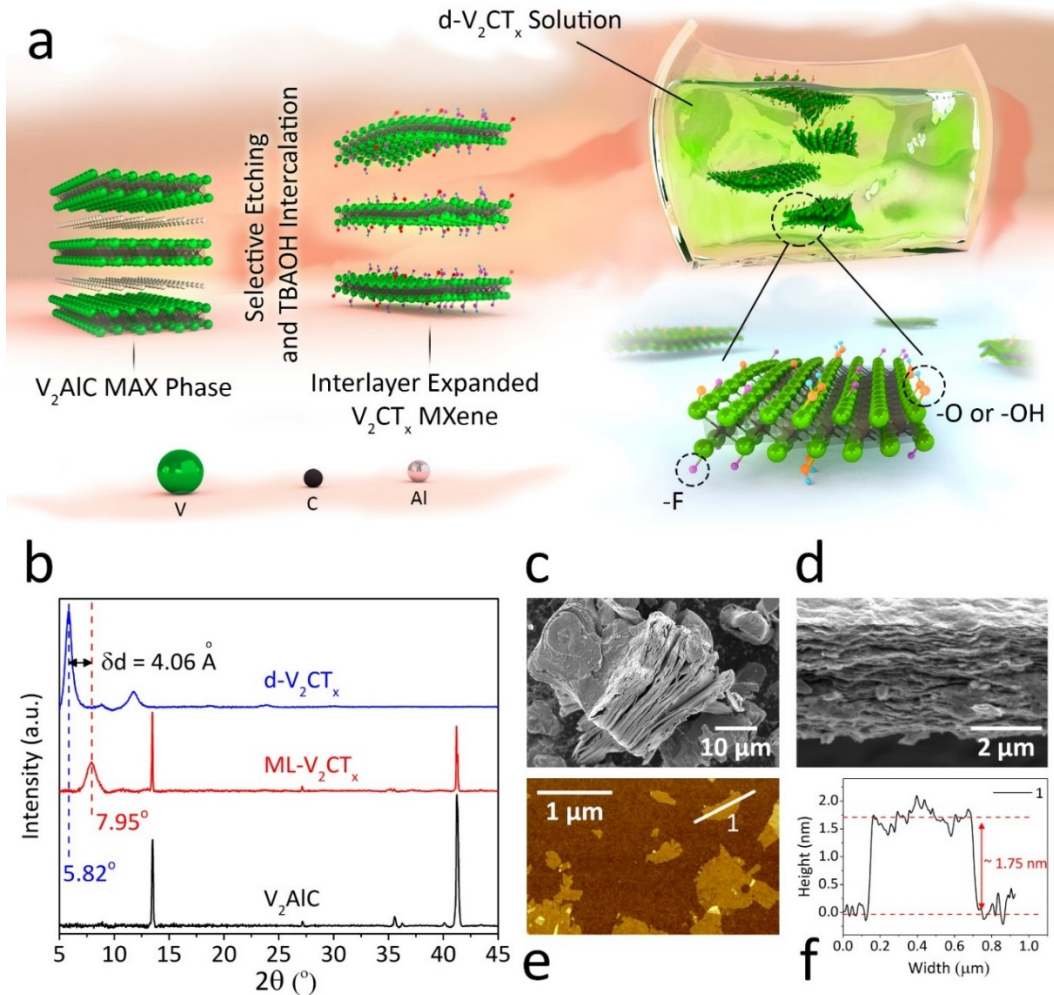 a
d-V₂CTₓ Solution
Selective Etching
and TBAOH Intercalation
V₂AlC MAX Phase
Interlayer Expanded
V₂CTₓ MXene
-O or -OH
-F
V
C
Al
b
Intensity (a.u.)
δd = 4.06 Å
d-V₂CTₓ
ML-V₂CTₓ
7.95°
5.82°
V₂AlC
5 10 15 20 25 30 35 40 45
2θ (°)
c
10 µm
d
2 µm
1 µm
1
e
Height (nm)
2.0
1.5
1.0
0.5
0.0
1
~ 1.75 nm
0.0 0.2 0.4 0.6 0.8 1.0
Width (µm)
f